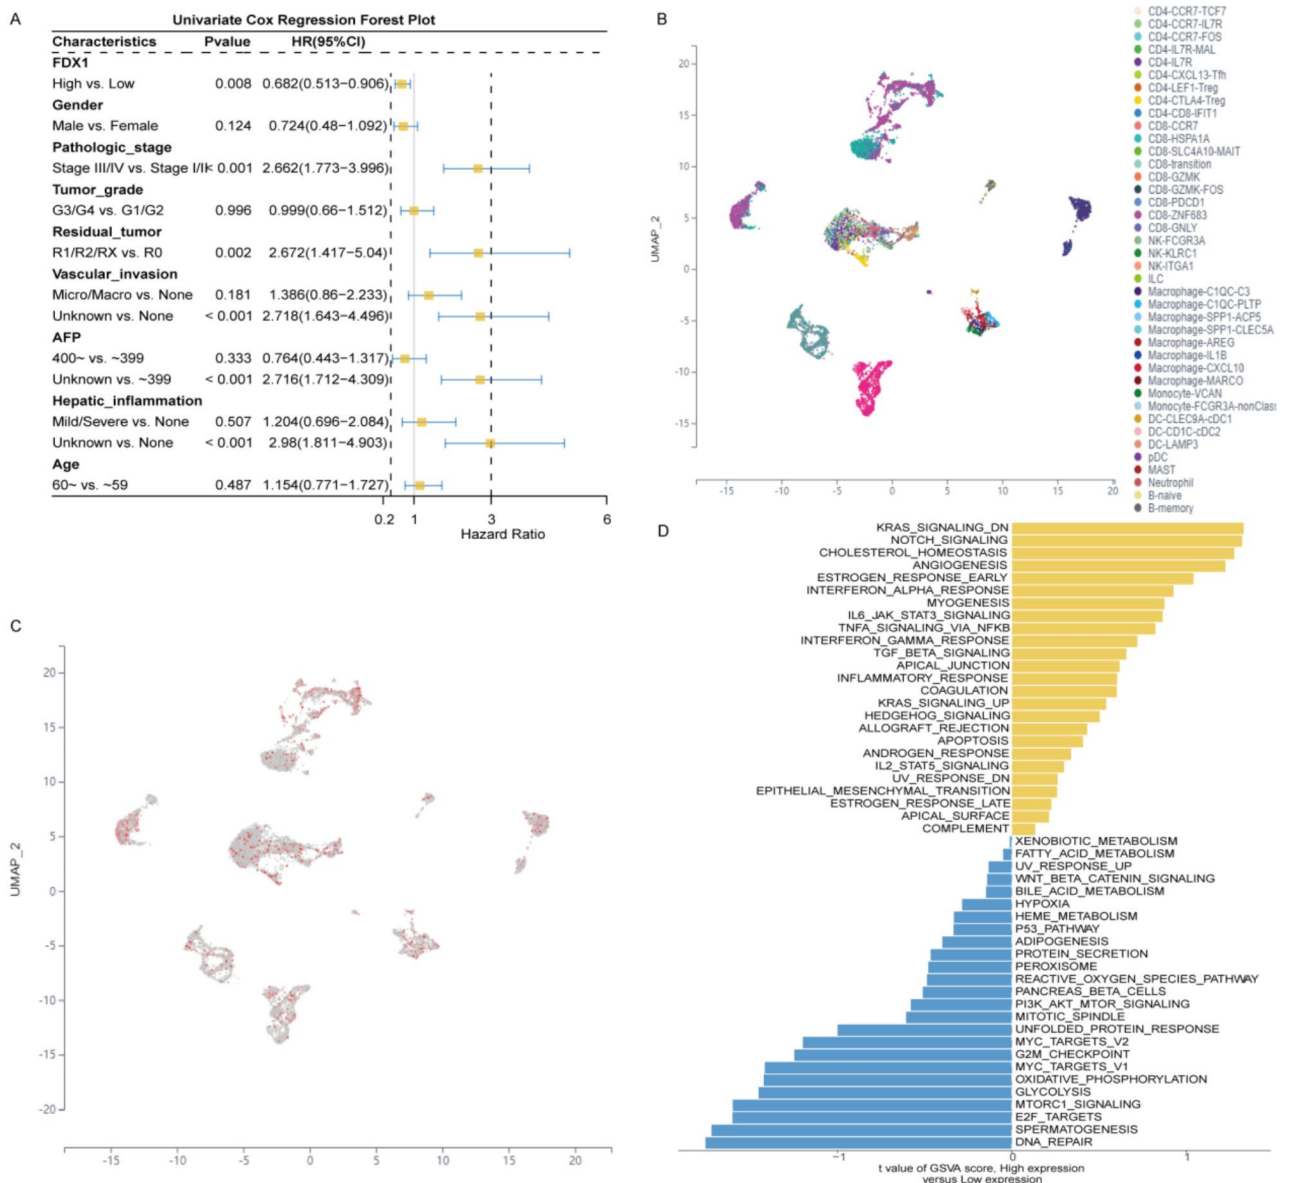 A
Univariate Cox Regression Forest Plot
Characteristics Pvalue HR(95%CI)
FDX1
High vs. Low 0.008 0.682(0.513−0.906)
Gender
Male vs. Female 0.124 0.724(0.48−1.092)
Pathologic_stage
Stage III/IV vs. Stage I/II< 0.001 2.662(1.773−3.996)
Tumor_grade
G3/G4 vs. G1/G2 0.996 0.999(0.66−1.512)
Residual_tumor
R1/R2/RX vs. R0 0.002 2.672(1.417−5.04)
Vascular_invasion
Micro/Macro vs. None 0.181 1.386(0.86−2.233)
Unknown vs. None < 0.001 2.718(1.643−4.496)
AFP
400~ vs. ~399 0.333 0.764(0.443−1.317)
Unknown vs. ~399 < 0.001 2.716(1.712−4.309)
Hepatic_inflammation
Mild/Severe vs. None 0.507 1.204(0.696−2.084)
Unknown vs. None < 0.001 2.98(1.811−4.903)
Age
60~ vs. ~59 0.487 1.154(0.771−1.727)
0.2 1 3 6
Hazard Ratio
B
20
15
10
5
0
-5
-10
-15
UMAP_2
-15 -10 -5 0 5 10 15 20
CD4-CCR7-TCF7
CD4-CCR7-IL7R
CD4-CCR7-FOS
CD4-IL7R-MAL
CD4-IL7R
CD4-CXCL13-Tfh
CD4-LEF1-Treg
CD4-CTLA4-Treg
CD4-CD8-IFIT1
CD8-CCR7
CD8-HSPA1A
CD8-SLC4A10-MAIT
CD8-transition
CD8-GZMK
CD8-GZMK-FOS
CD8-PDCD1
CD8-ZNF683
CD8-GNLY
NK-FCGR3A
NK-KLRC1
NK-ITGA1
ILC
Macrophage-C1QC-C3
Macrophage-C1QC-PLTP
Macrophage-SPP1-ACP5
Macrophage-SPP1-CLEC5A
Macrophage-AREG
Macrophage-IL1B
Macrophage-CXCL10
Macrophage-MARCO
Monocyte-VCAN
Monocyte-FCGR3A-nonClas
DC-CLEC9A-cDC1
DC-CD1C-cDC2
DC-LAMP3
pDC
MAST
Neutrophil
B-naive
B-memory
C
20
15
10
5
0
-5
-10
-15
-20
UMAP_2
-15 -10 -5 0 5 10 15 20
D
KRAS_SIGNALING_DN
NOTCH_SIGNALING
CHOLESTEROL_HOMEOSTASIS
ANGIOGENESIS
ESTROGEN_RESPONSE_EARLY
INTERFERON_ALPHA_RESPONSE
MYOGENESIS
IL6_JAK_STAT3_SIGNALING
TNFA_SIGNALING_VIA_NFKB
INTERFERON_GAMMA_RESPONSE
TGF_BETA_SIGNALING
APICAL_JUNCTION
INFLAMMATORY_RESPONSE
COAGULATION
KRAS_SIGNALING_UP
HEDGEHOG_SIGNALING
ALLOGRAFT_REJECTION
APOPTOSIS
ANDROGEN_RESPONSE
IL2_STAT5_SIGNALING
UV_RESPONSE_DN
EPITHELIAL_MESENCHYMAL_TRANSITION
ESTROGEN_RESPONSE_LATE
APICAL_SURFACE
COMPLEMENT
XENOBIOTIC_METABOLISM
FATTY_ACID_METABOLISM
UV_RESPONSE_UP
WNT_BETA_CATENIN_SIGNALING
BILE_ACID_METABOLISM
HYPOXIA
HEME_METABOLISM
P53_PATHWAY
ADIPOGENESIS
PROTEIN_SECRETION
PEROXISOME
REACTIVE_OXYGEN_SPECIES_PATHWAY
PANCREAS_BETA_CELLS
PI3K_AKT_MTOR_SIGNALING
MITOTIC_SPINDLE
UNFOLDED_PROTEIN_RESPONSE
MYC_TARGETS_V2
G2M_CHECKPOINT
MYC_TARGETS_V1
OXIDATIVE_PHOSPHORYLATION
GLYCOLYSIS
MTORC1_SIGNALING
E2F_TARGETS
SPERMATOGENESIS
DNA_REPAIR
−1 0 1
t value of GSVA score, High expression
versus Low expression